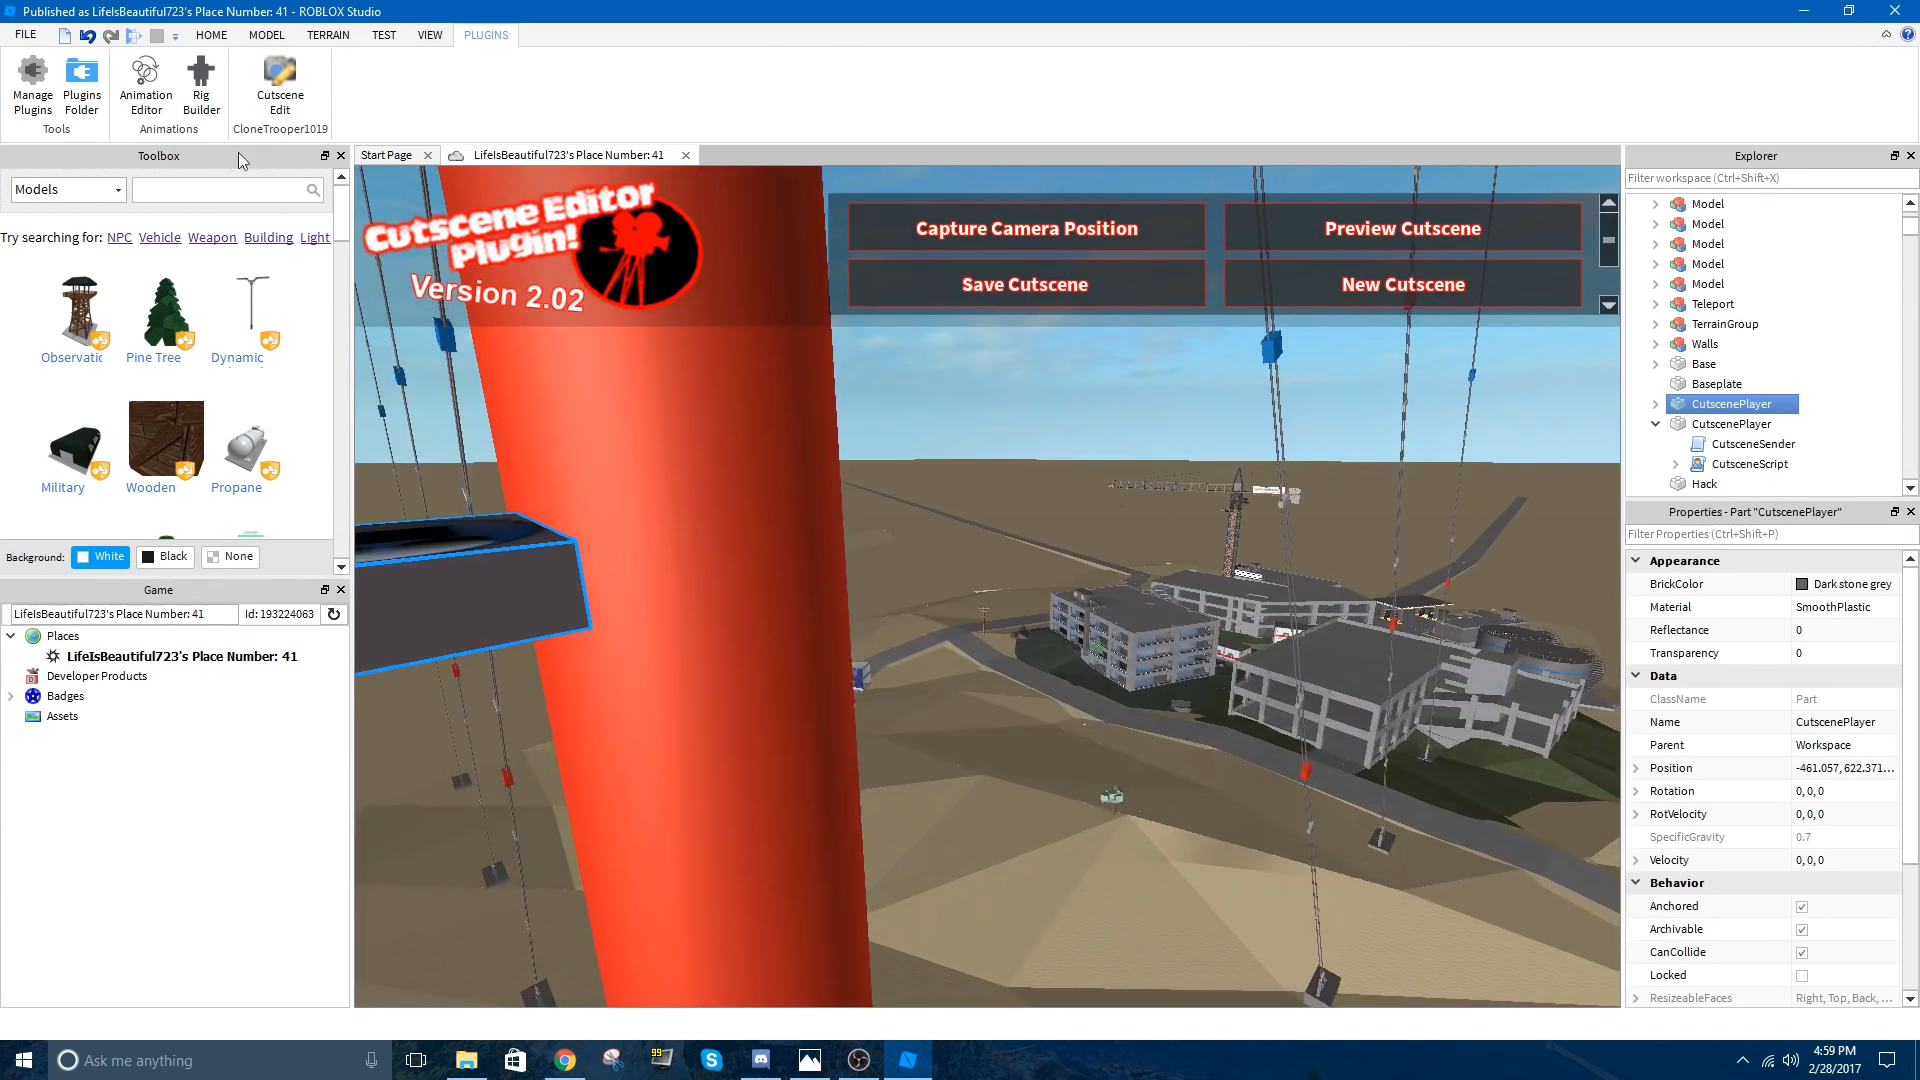 Published as LifeIsBeautiful723's Place Number: 41 - ROBLOX Studio
FILE HOME MODEL TERRAIN TEST VIEW PLUGINS
Manage Plugins
Plugins Folder
Animation Editor
Rig Builder
Cutscene Edit
Tools
Animations
CloneTrooper1019
Toolbox
Models
Try searching for: NPC Vehicle Weapon Building Light
Observatic
Pine Tree
Dynamic
Military
Wooden
Propane
Background: White Black None
Game
LifeIsBeautiful723's Place Number: 41 Id: 193224063
Places
LifeIsBeautiful723's Place Number: 41
Developer Products
Badges
Assets
Start Page
LifeIsBeautiful723's Place Number: 41
Cutscene Editor
Plugin!
Version 2.02
Capture Camera Position
Preview Cutscene
Save Cutscene
New Cutscene
Explorer
Filter workspace (Ctrl+Shift+X)
Model
Model
Model
Model
Model
Teleport
TerrainGroup
Walls
Base
Baseplate
CutscenePlayer
CutscenePlayer
CutsceneSender
CutsceneScript
Hack
Properties - Part "CutscenePlayer"
Filter Properties (Ctrl+Shift+P)
Appearance
BrickColor Dark stone grey
Material SmoothPlastic
Reflectance 0
Transparency 0
Data
ClassName Part
Name CutscenePlayer
Parent Workspace
Position -461.057, 622.371...
Rotation 0, 0, 0
RotVelocity 0, 0, 0
SpecificGravity 0.7
Velocity 0, 0, 0
Behavior
Anchored
Archivable
CanCollide
Locked
ResizeableFaces Right, Top, Back, ...
Ask me anything
99
4:59 PM
2/28/2017